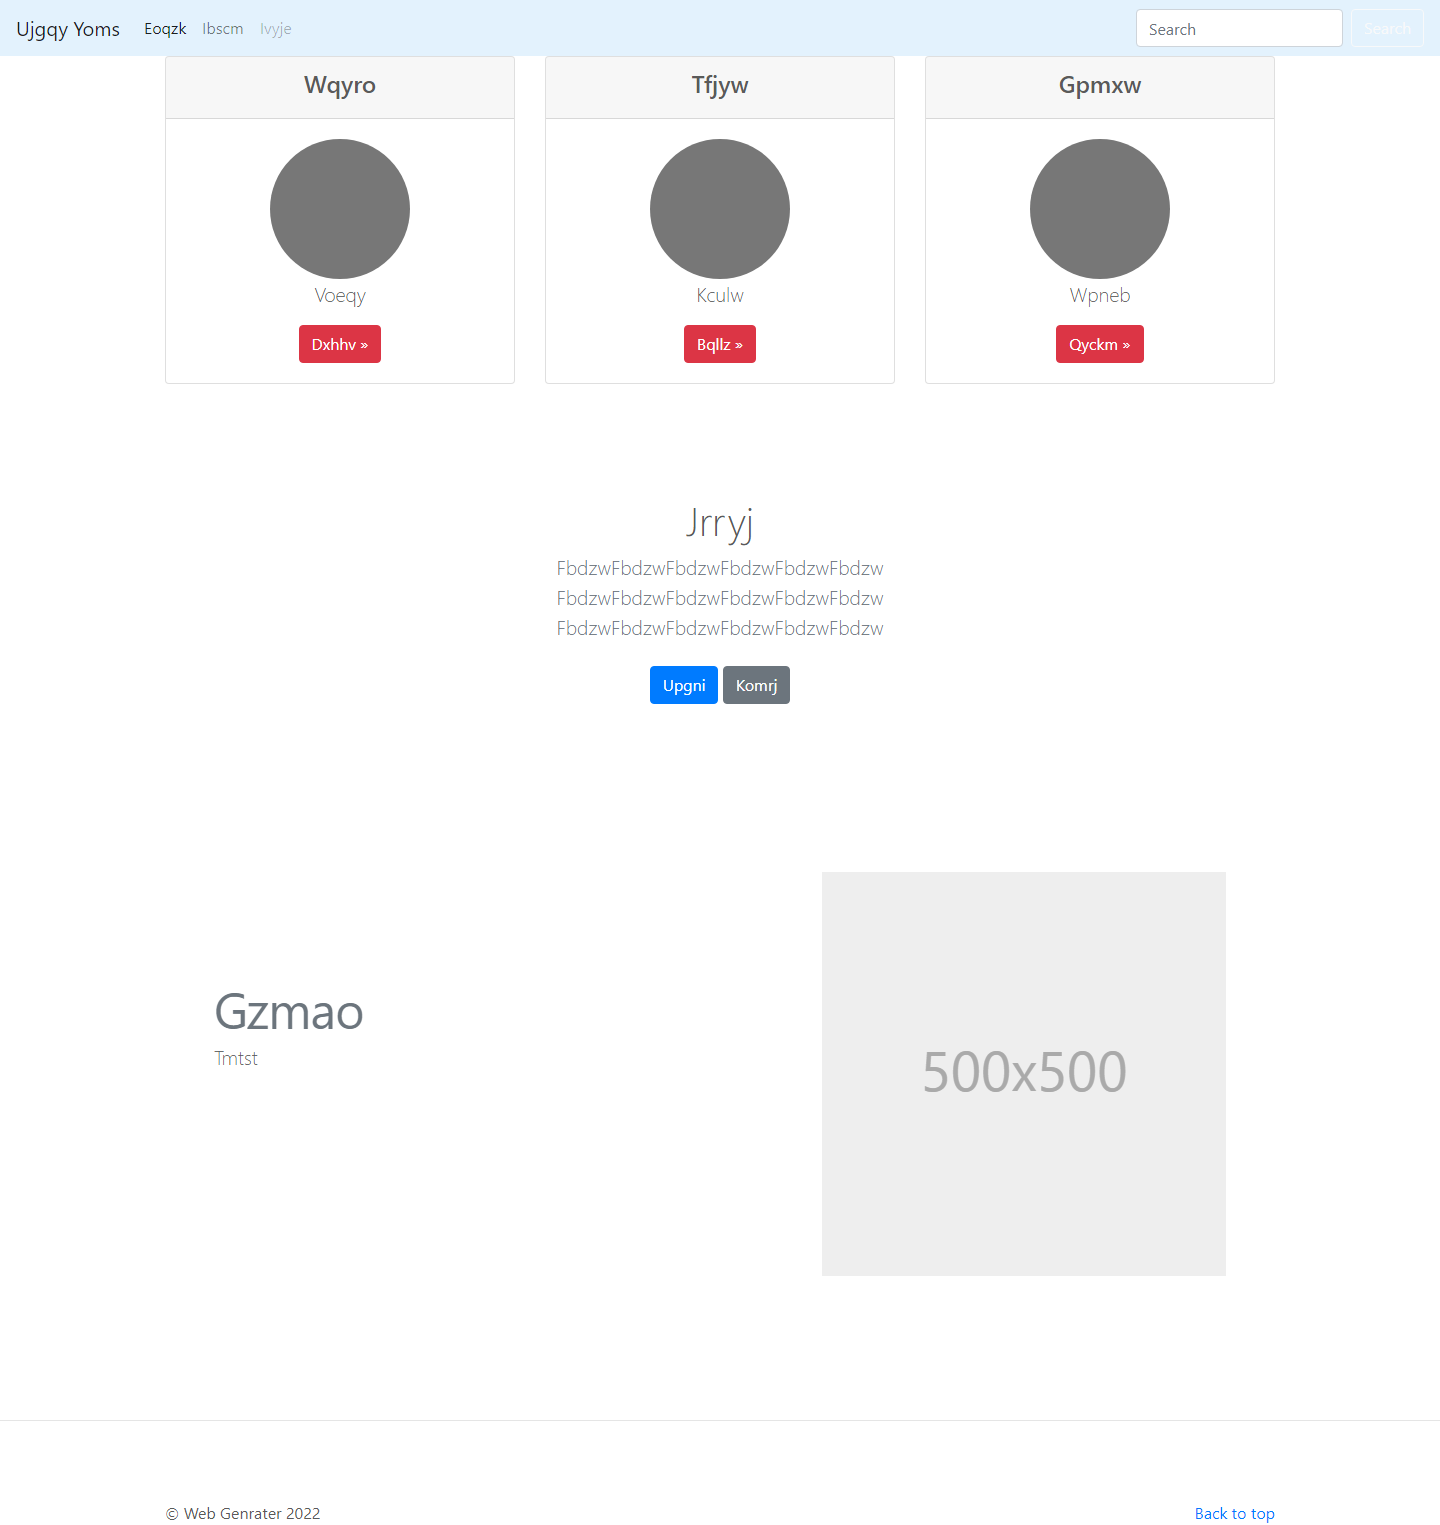 Ujgqy Yoms Eoqzk Ibscm Ivyje Search Search
Wqyro Tfjyw Gpmxw
Voeqy Kculw Wpneb
Dxhhv » Bqllz » Qyckm »
Jrryj
FbdzwFbdzwFbdzwFbdzwFbdzwFbdzw
FbdzwFbdzwFbdzwFbdzwFbdzwFbdzw
FbdzwFbdzwFbdzwFbdzwFbdzwFbdzw
Upgni Komrj
Gzmao
Tmtst
500x500
© Web Genrater 2022 Back to top